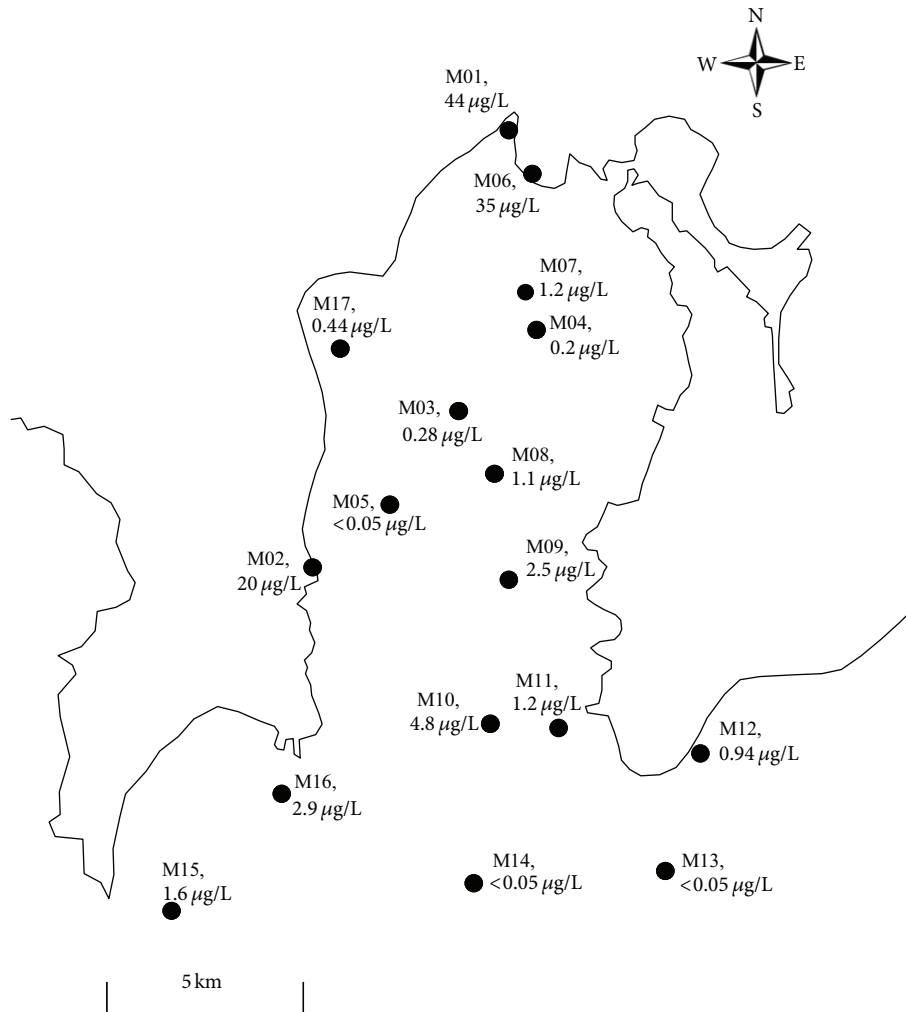 N
W E
S
M01,
44 µg/L
M06,
35 µg/L
M07,
1.2 µg/L
M17,
0.44 µg/L
M04,
0.2 µg/L
M03,
0.28 µg/L
M08,
1.1 µg/L
M05,
<0.05 µg/L
M09,
2.5 µg/L
M02,
20 µg/L
M11,
1.2 µg/L
M10,
4.8 µg/L
M12,
0.94 µg/L
M16,
2.9 µg/L
M14,
<0.05 µg/L
M13,
<0.05 µg/L
M15,
1.6 µg/L
5 km